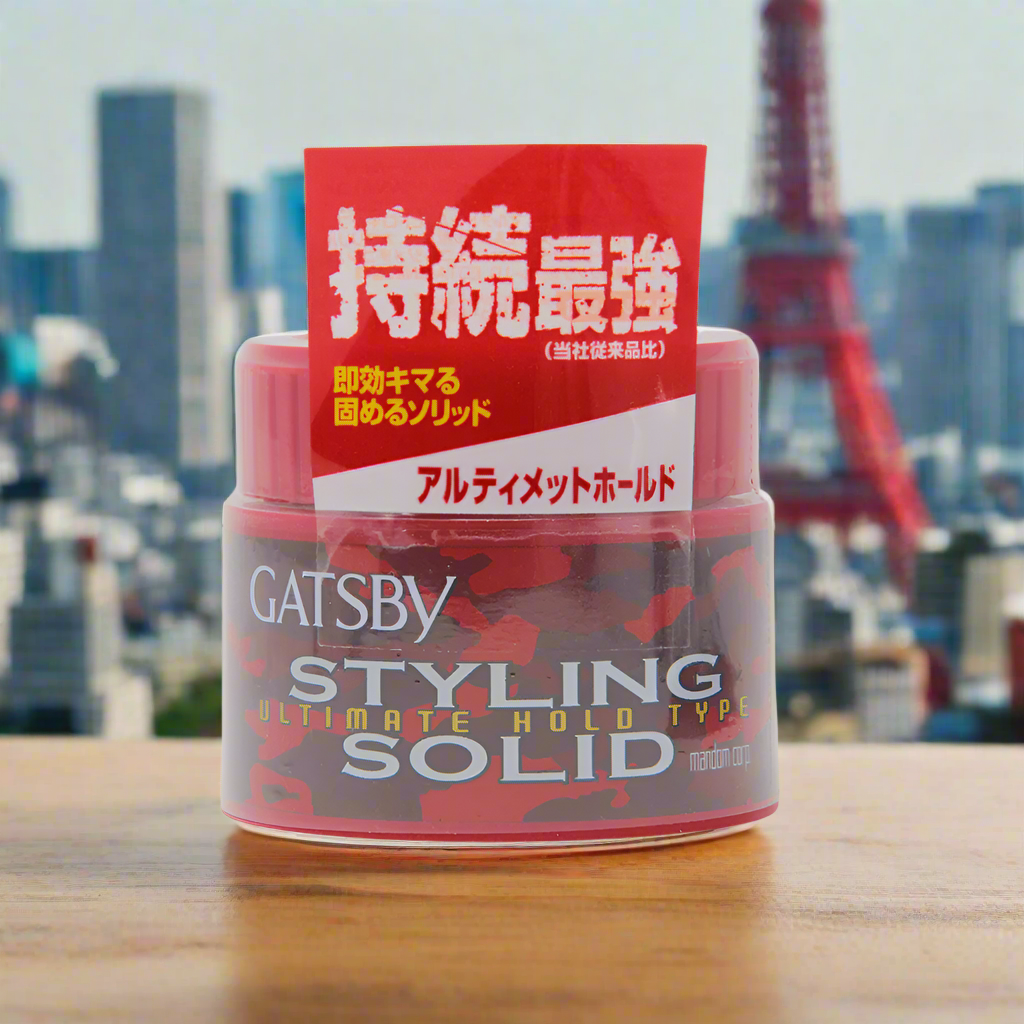 持続最強
(当社従来品比)
即効キマる
固めるソリッド
アルティメットホールド
GATSBY
STYLING
ULTIMATE HOLD TYPE
SOLID
mandom corp.